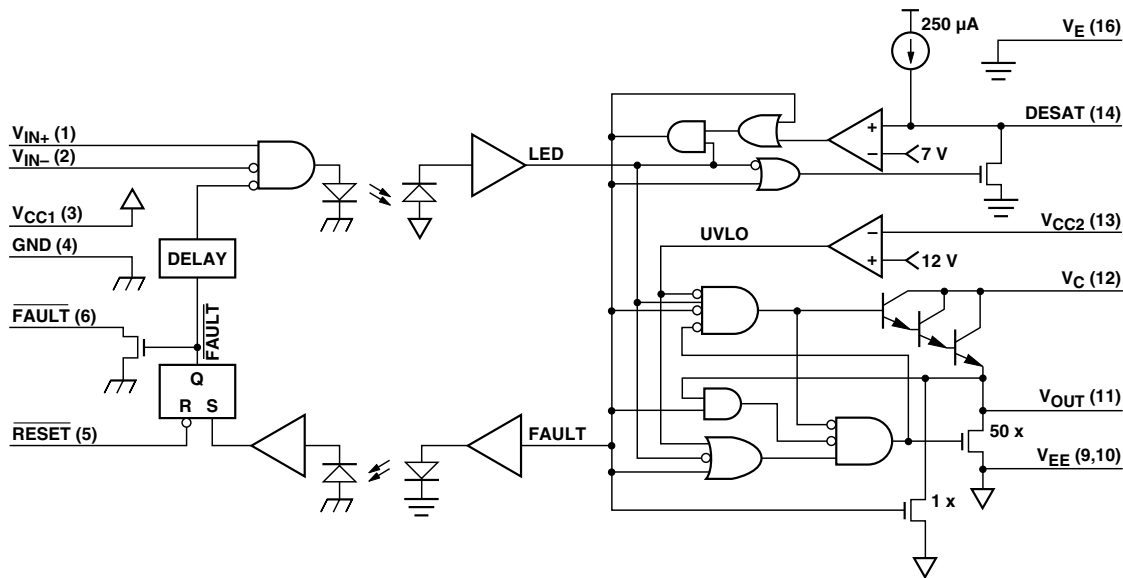 250 µA
V_E (16)
V_IN+ (1)
V_IN– (2)
LED
DESAT (14)
7 V
V_CC1 (3)
GND (4)
DELAY
UVLO
V_CC2 (13)
12 V
V_C (12)
FAULT (6)
FAULT
Q
R S
RESET (5)
FAULT
V_OUT (11)
50 x
V_EE (9,10)
1 x